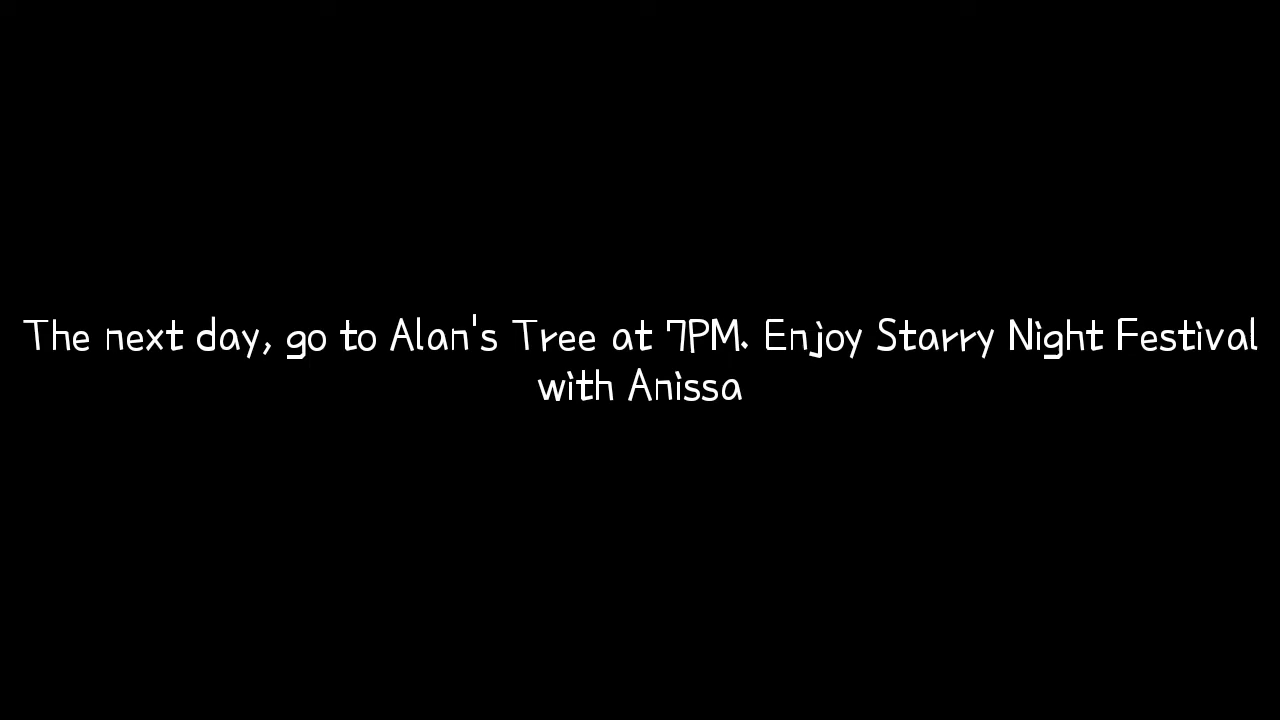 The next day, go to Alan's Tree at 7PM. Enjoy Starry Night Festival
with Anissa